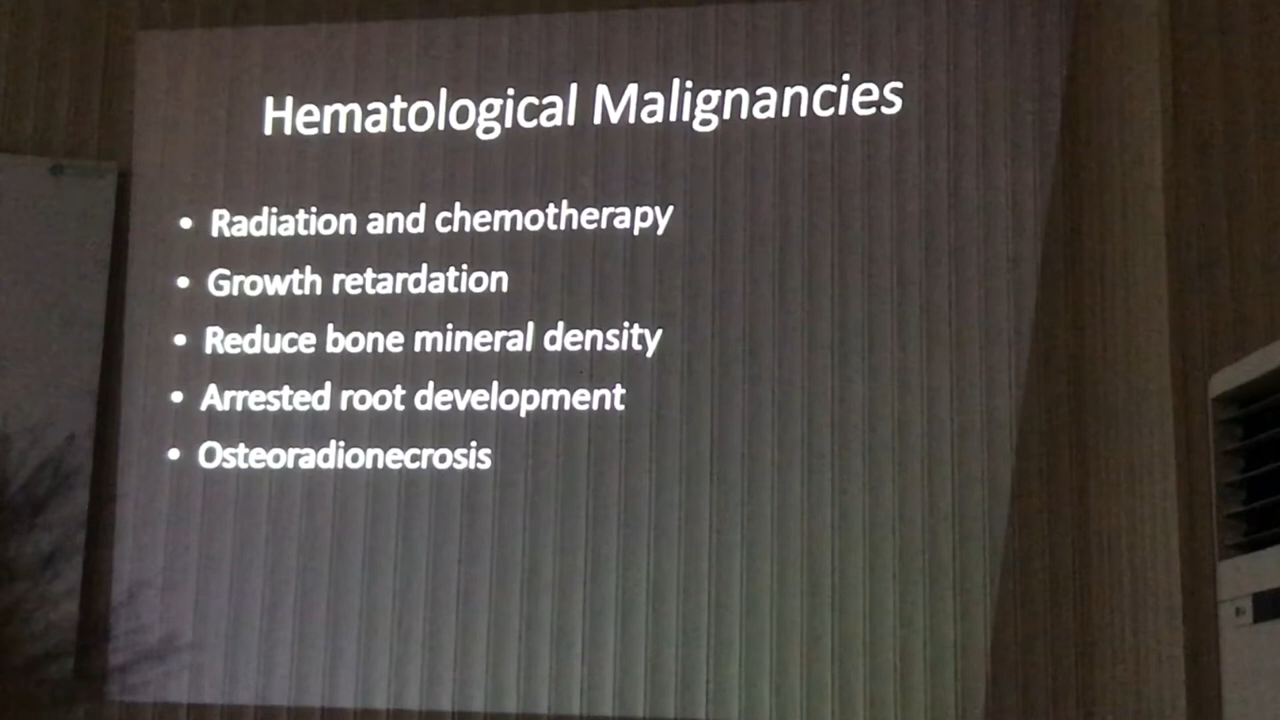 Hematological Malignancies
• Radiation and chemotherapy
• Growth retardation
• Reduce bone mineral density
• Arrested root development
• Osteoradionecrosis